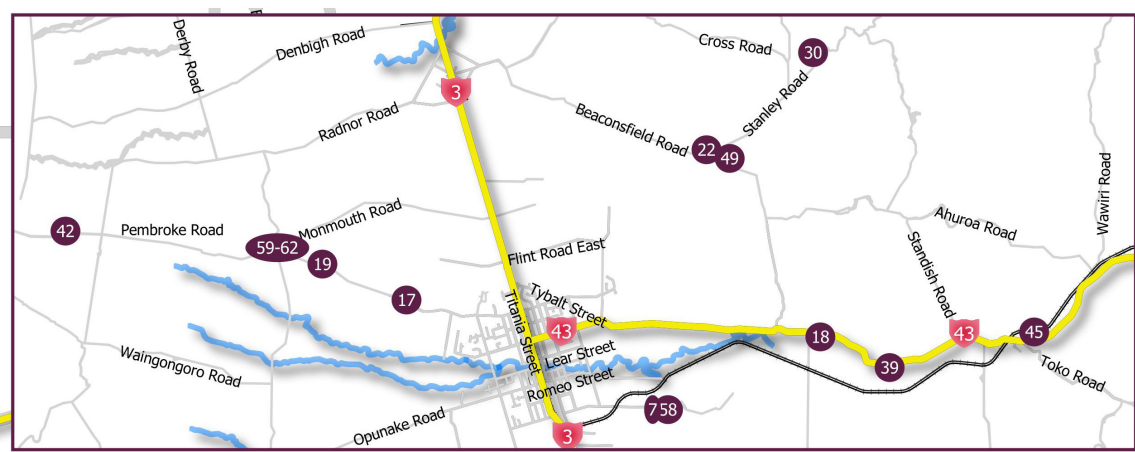 Derby Road
Denbigh Road
Cross Road
30
3
Stanley Road
Radnor Road
Beaconsfield Road
22
49
Wawiri Road
42
Pembroke Road
Monmouth Road
59-62
19
Ahuroa Road
Flint Road East
Standish Road
17
Titania Street
Tybalt Street
43
18
43
45
Waingongoro Road
Lear Street
39
Toko Road
Romeo Street
Opunake Road
7
58
3